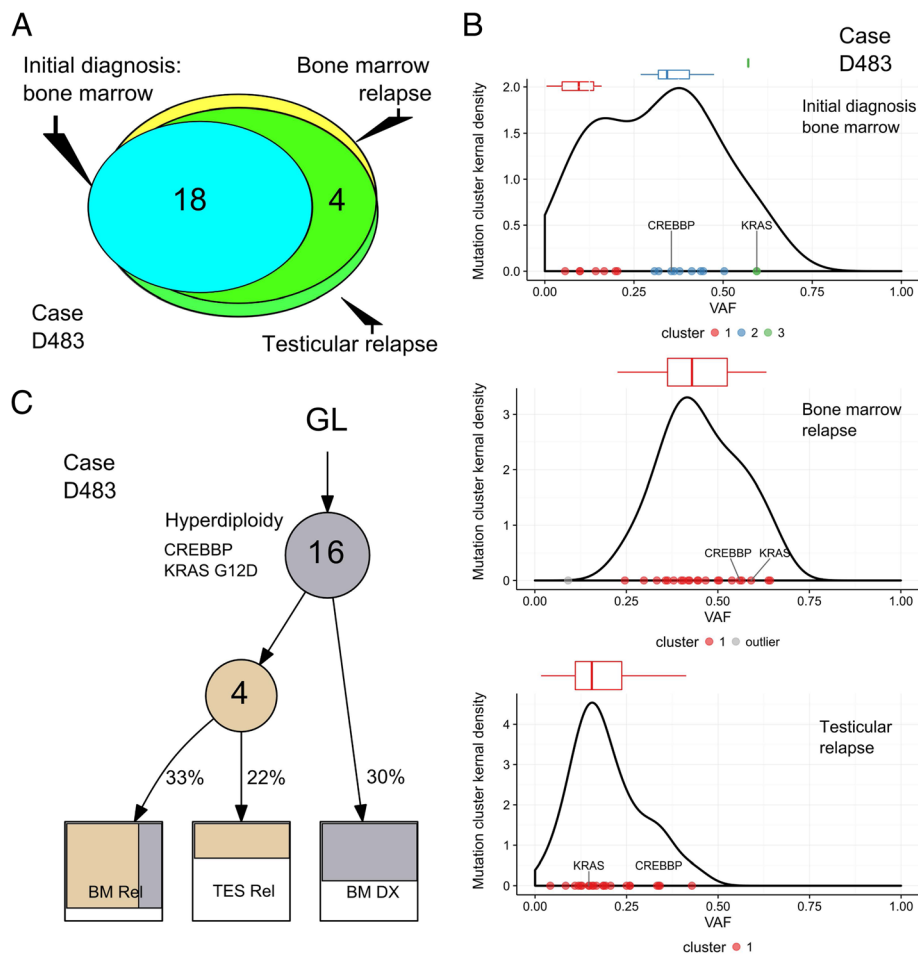 A
Initial diagnosis:
bone marrow
Bone marrow
relapse
18
4
Case
D483
Testicular relapse
B
Case
D483
Initial diagnosis
bone marrow
Mutation cluster kernal density
2.0
1.5
1.0
0.5
0.0
CREBBP
KRAS
0.00
0.25
0.50
0.75
1.00
VAF
cluster 1 2 3
Bone marrow
relapse
Mutation cluster kernal density
3
2
1
0
CREBBP
KRAS
0.00
0.25
0.50
0.75
1.00
VAF
cluster 1 outlier
Testicular
relapse
Mutation cluster kernal density
4
3
2
1
0
KRAS
CREBBP
0.00
0.25
0.50
0.75
1.00
VAF
cluster 1
C
GL
Case
D483
Hyperdiploidy
CREBBP
KRAS G12D
16
4
33%
22%
30%
BM Rel
TES Rel
BM DX